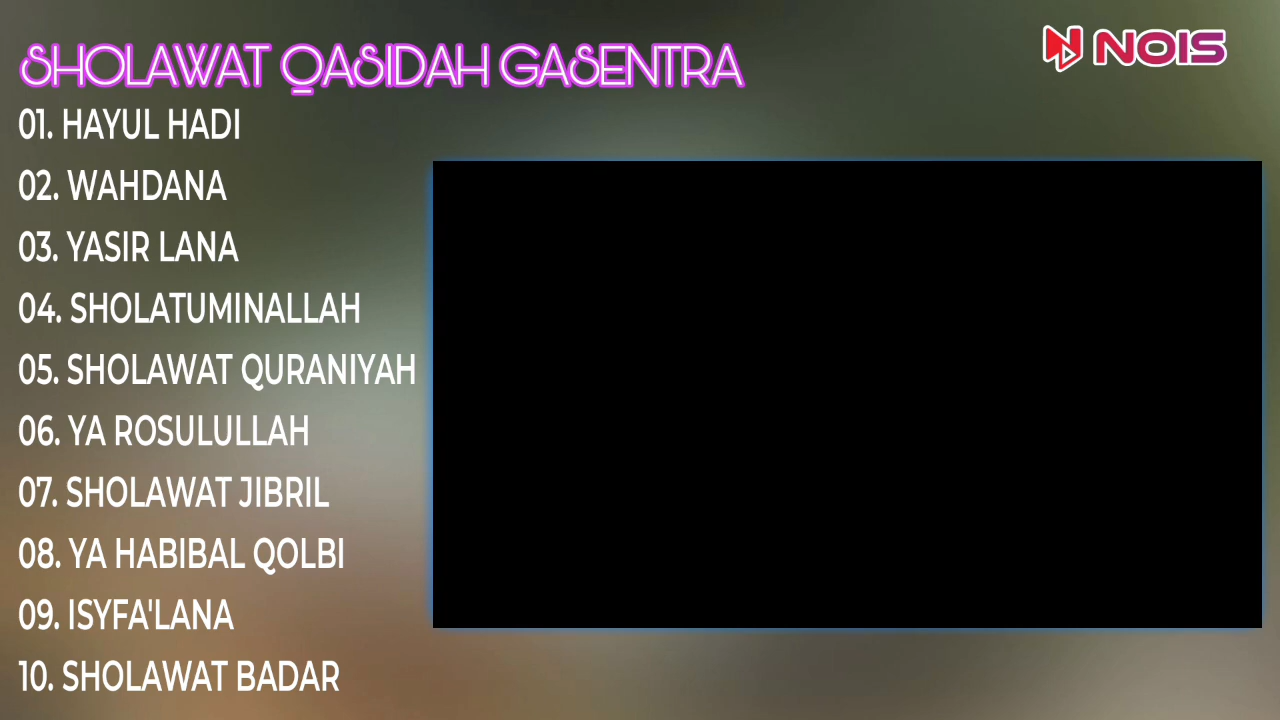 SHOLAWAT QASIDAH GASENTRA
NOIS
01. HAYUL HADI
02. WAHDANA
03. YASIR LANA
04. SHOLATUMINALLAH
05. SHOLAWAT QURANIYAH
06. YA ROSULULLAH
07. SHOLAWAT JIBRIL
08. YA HABIBAL QOLBI
09. ISYFA'LANA
10. SHOLAWAT BADAR